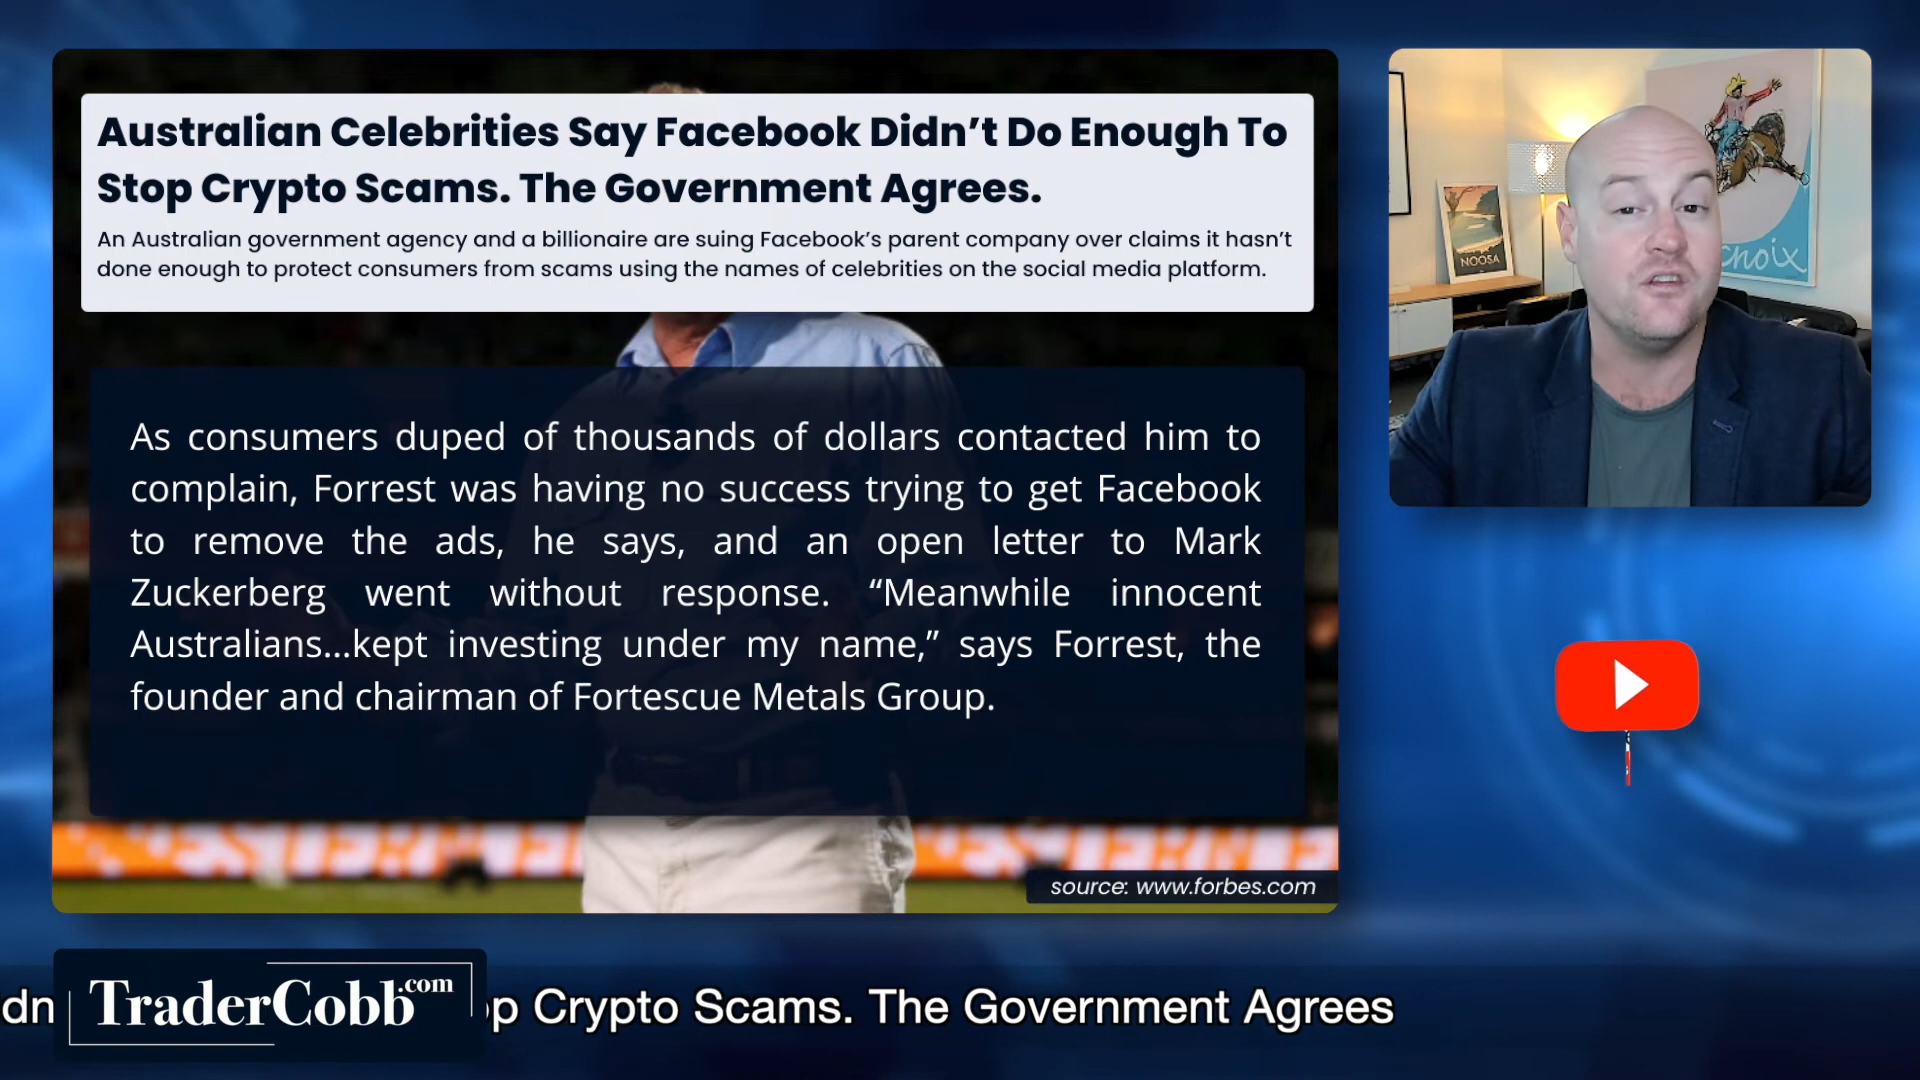 Australian Celebrities Say Facebook Didn’t Do Enough To
Stop Crypto Scams. The Government Agrees.
An Australian government agency and a billionaire are suing Facebook’s parent company over claims it hasn’t
done enough to protect consumers from scams using the names of celebrities on the social media platform.
As consumers duped of thousands of dollars contacted him to
complain, Forrest was having no success trying to get Facebook
to remove the ads, he says, and an open letter to Mark
Zuckerberg went without response. “Meanwhile innocent
Australians...kept investing under my name,” says Forrest, the
founder and chairman of Fortescue Metals Group.
source: www.forbes.com
NOOSA
choix
TraderCobb.com
dn
op Crypto Scams. The Government Agrees